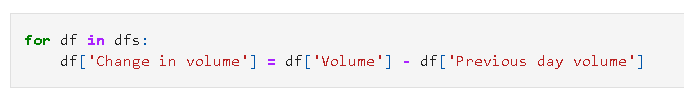 for df in dfs:
    df['Change in volume'] = df['Volume'] - df['Previous day volume']